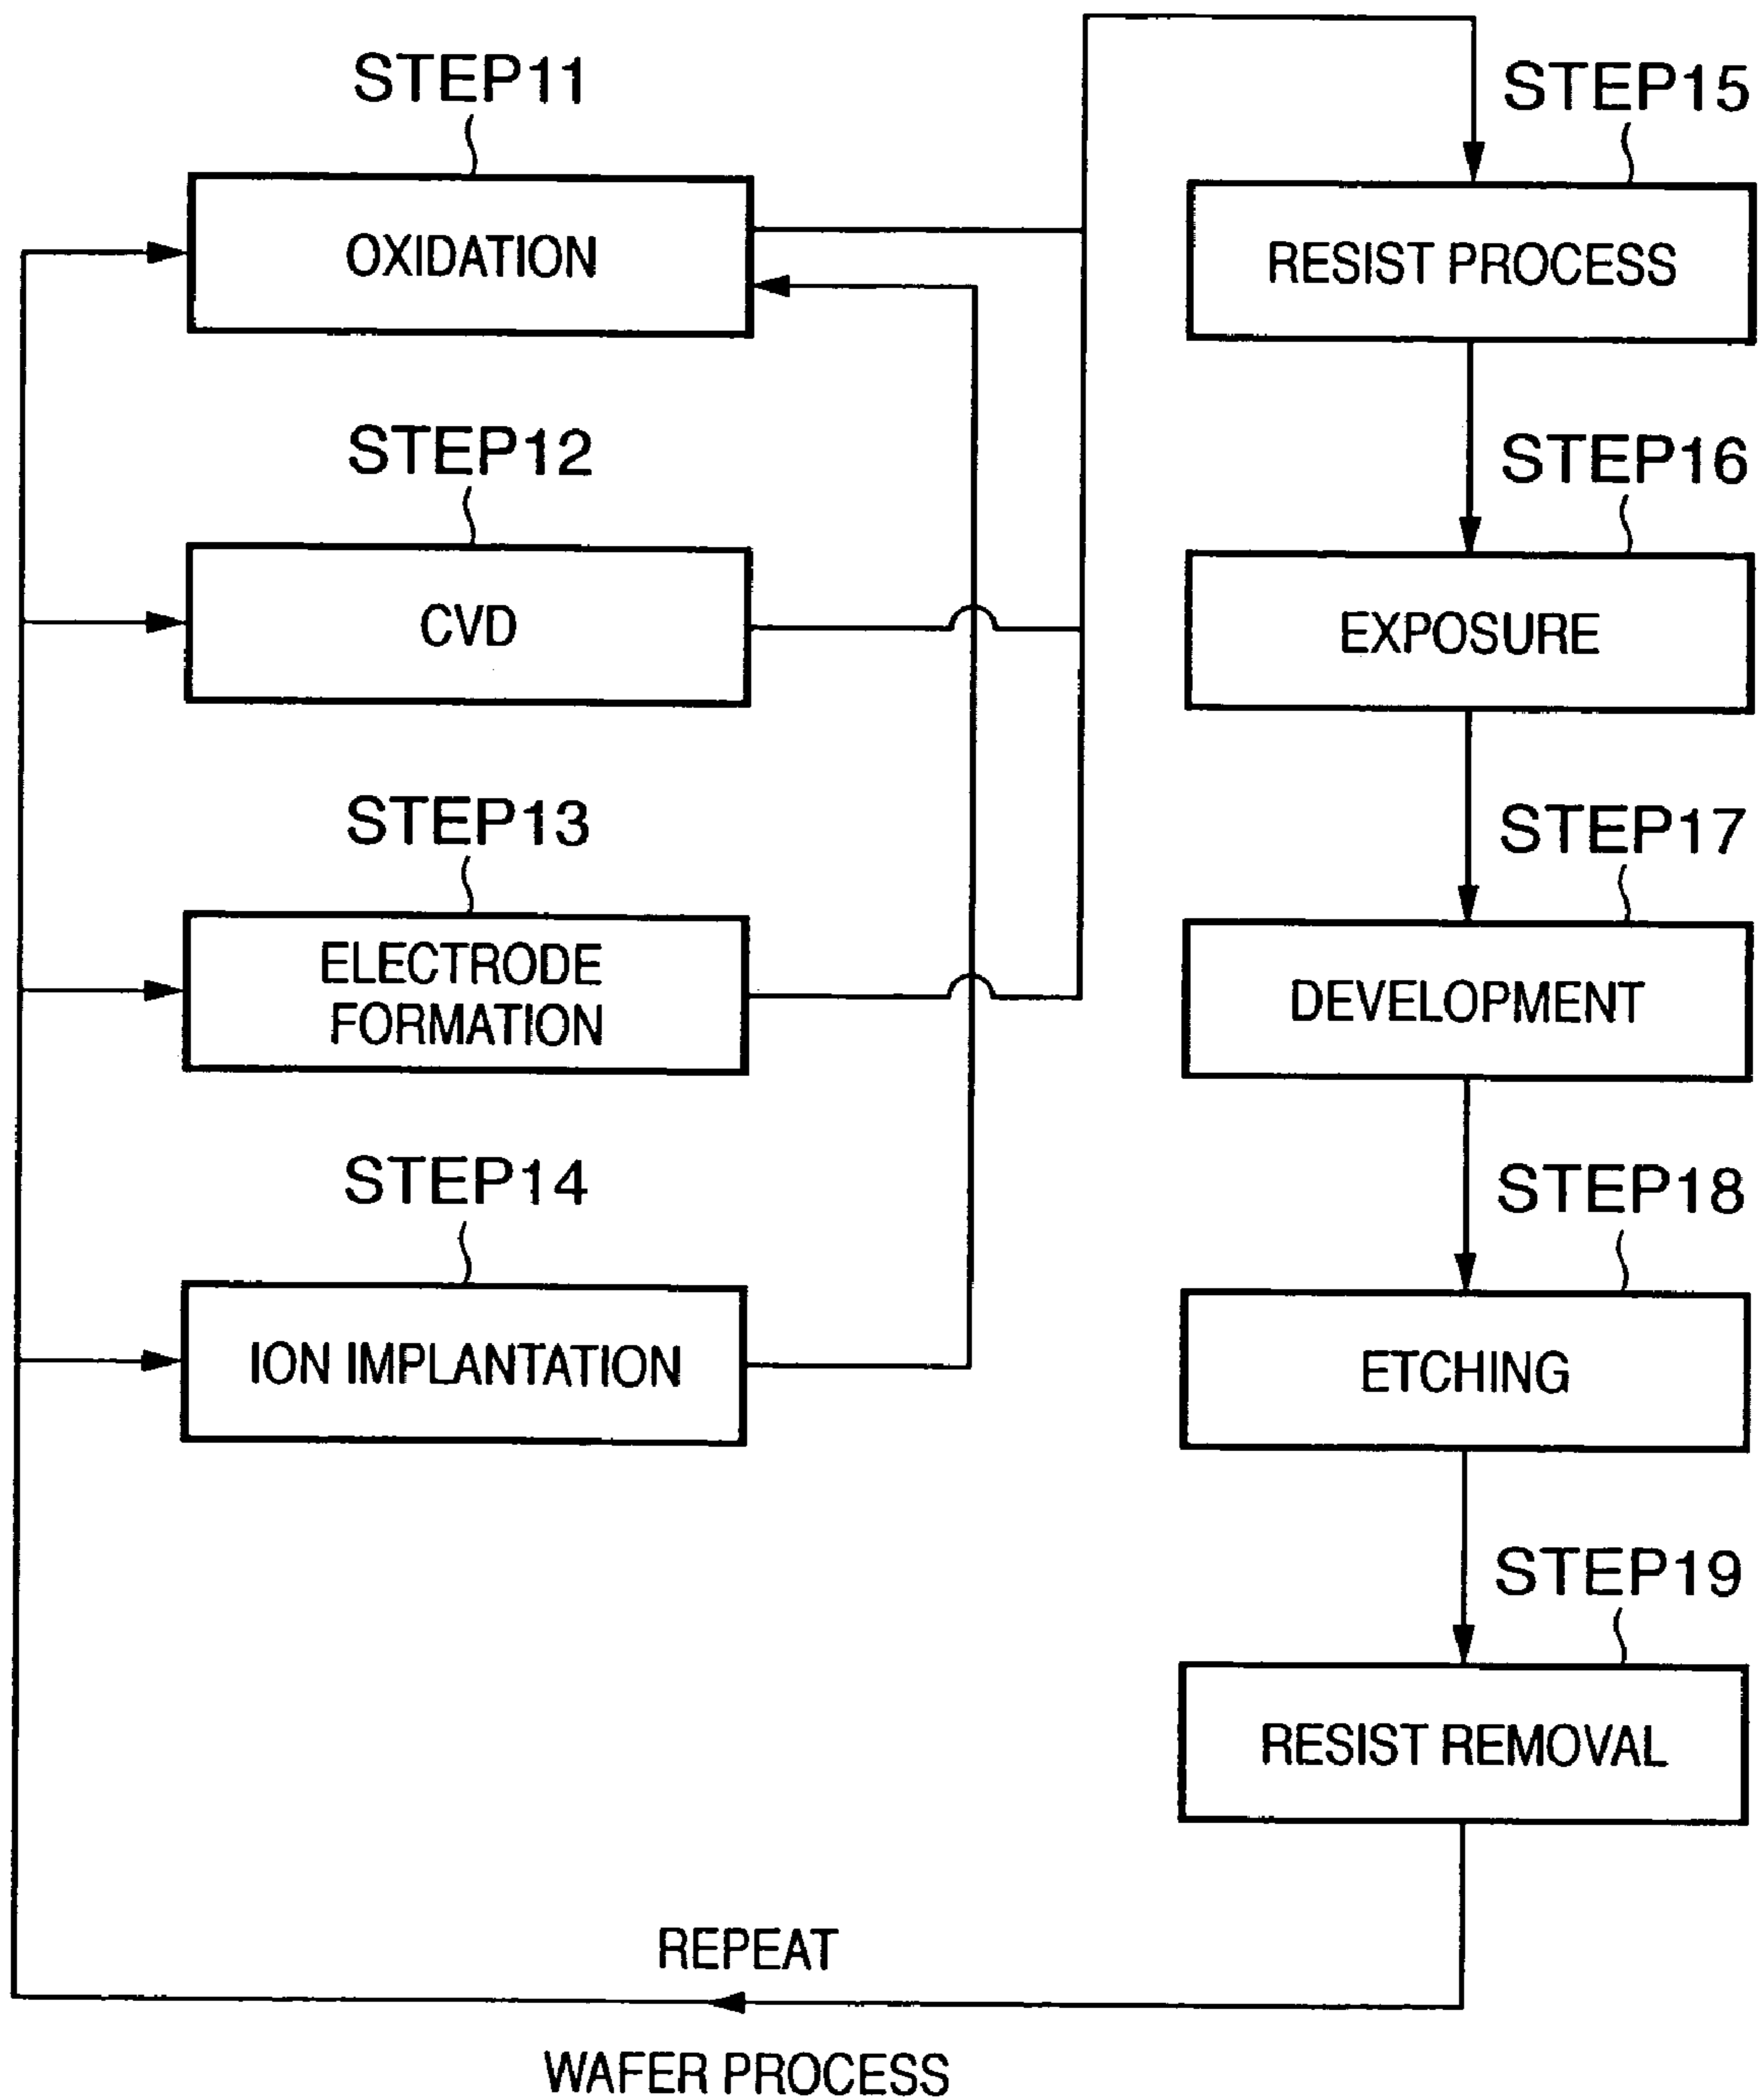 STEP11
OXIDATION
STEP12
CVD
STEP13
ELECTRODE
FORMATION
STEP14
ION IMPLANTATION
STEP15
RESIST PROCESS
STEP16
EXPOSURE
STEP17
DEVELOPMENT
STEP18
ETCHING
STEP19
RESIST REMOVAL
REPEAT
WAFER PROCESS